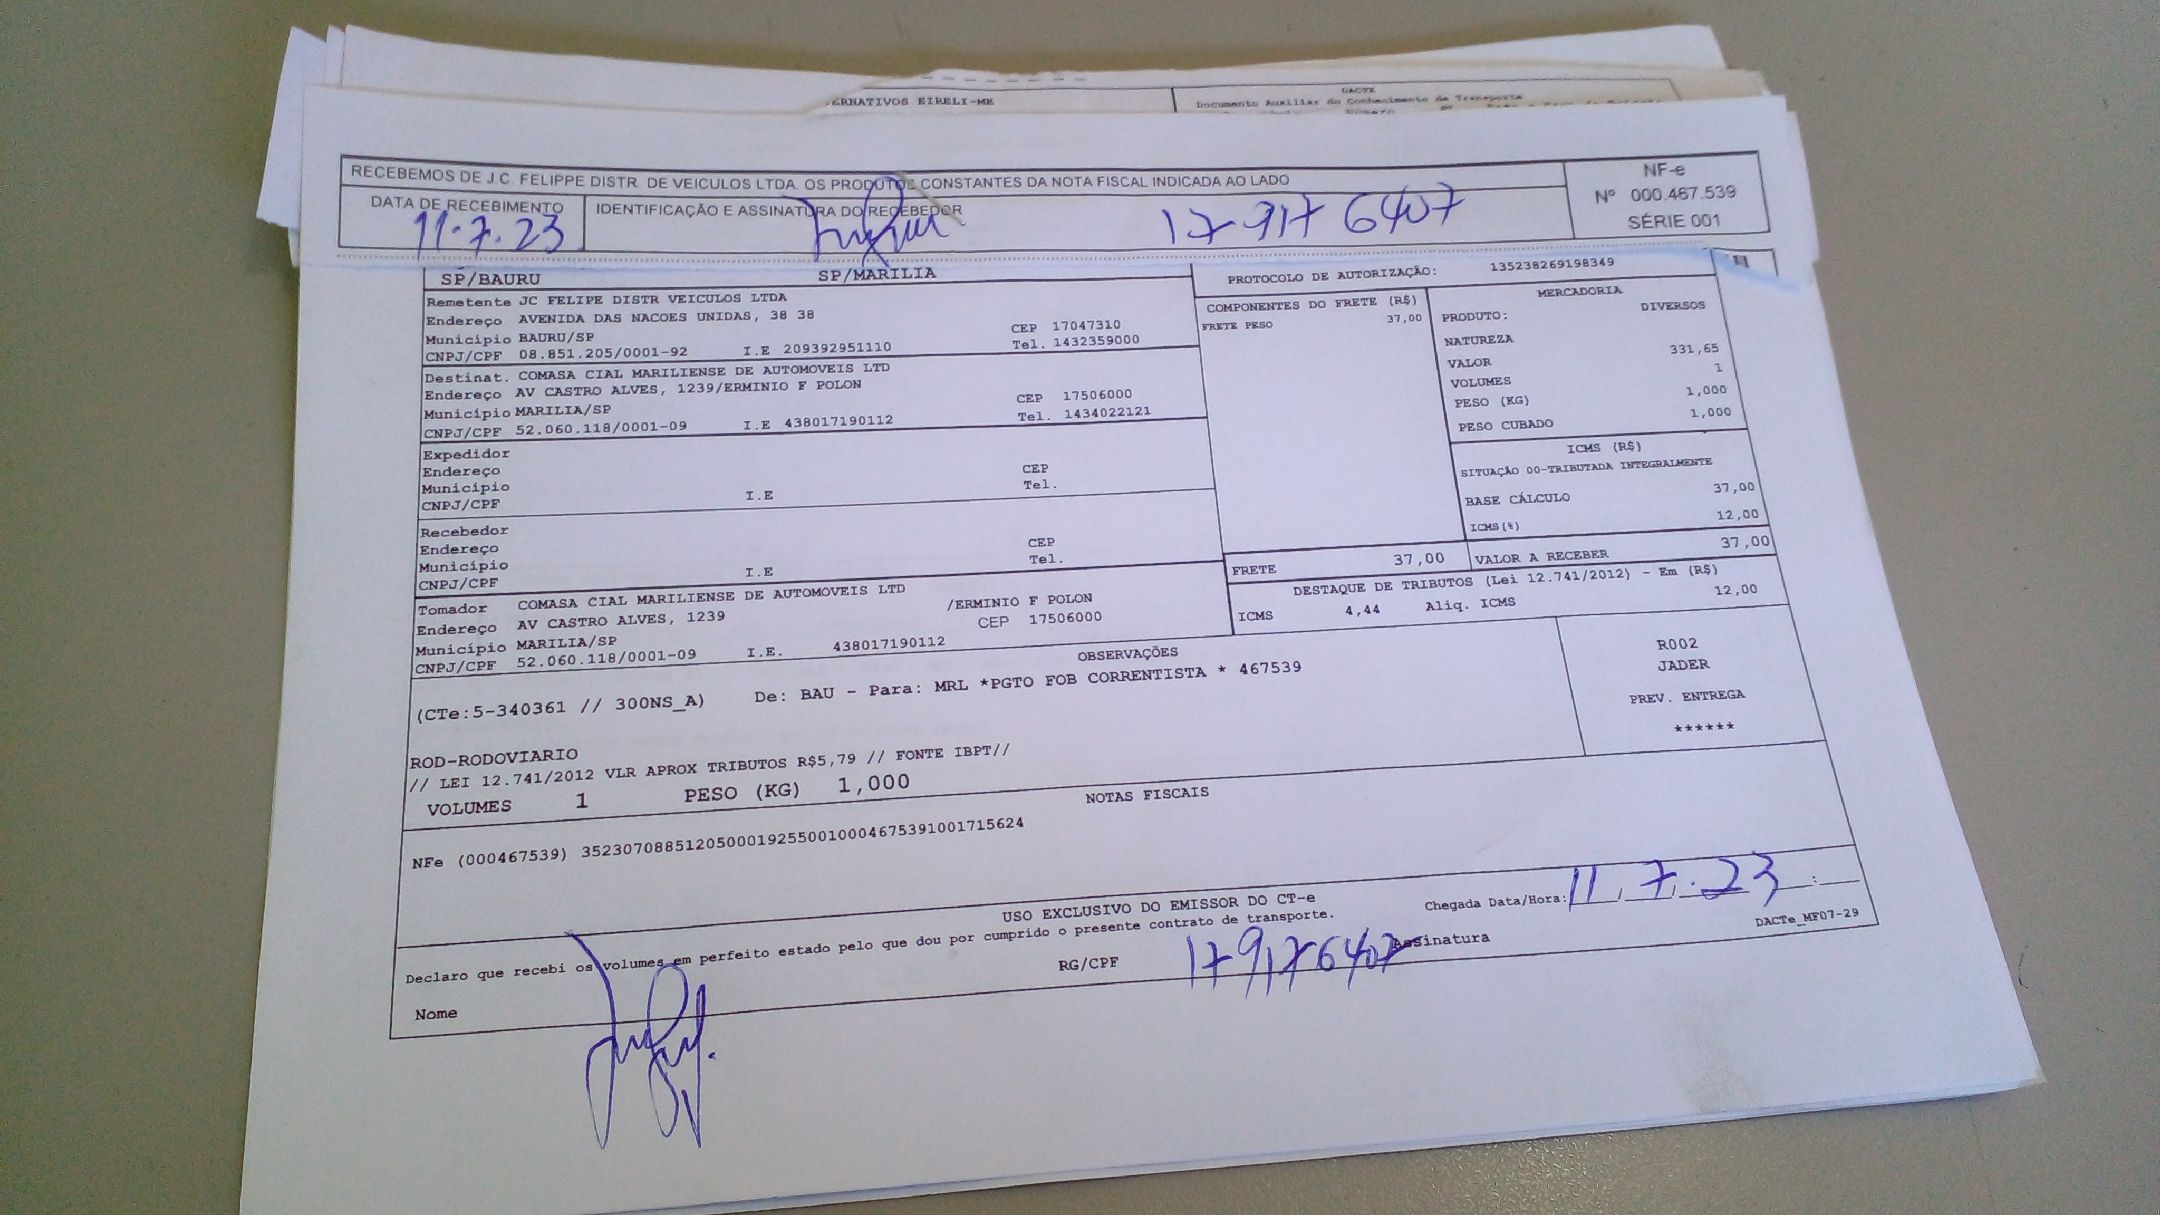 ERNATIVOS EIRELI-ME
DACTE
Documento Auxiliar do Conhecimento de Transporte
RECEBEMOS DE J.C. FELIPPE DISTR. DE VEICULOS LTDA. OS PRODUTOS CONSTANTES DA NOTA FISCAL INDICADA AO LADO
NF-e
Nº 000.467.539
SÉRIE 001
DATA DE RECEBIMENTO
11.7.23
IDENTIFICAÇÃO E ASSINATURA DO RECEBEDOR
17 917 6407
SP/BAURU SP/MARILIA
PROTOCOLO DE AUTORIZAÇÃO: 135238269198349
Remetente JC FELIPE DISTR VEICULOS LTDA
Endereço AVENIDA DAS NACOES UNIDAS, 38 38
Município BAURU/SP CEP 17047310
CNPJ/CPF 08.851.205/0001-92 I.E 209392951110 Tel. 1432359000
Destinat. COMASA CIAL MARILIENSE DE AUTOMOVEIS LTD
Endereço AV CASTRO ALVES, 1239/ERMINIO F POLON
Município MARILIA/SP CEP 17506000
CNPJ/CPF 52.060.118/0001-09 I.E 438017190112 Tel. 1434022121
Expedidor
Endereço CEP
Município Tel.
CNPJ/CPF I.E
Recebedor
Endereço CEP
Município Tel.
CNPJ/CPF I.E
Tomador COMASA CIAL MARILIENSE DE AUTOMOVEIS LTD
Endereço AV CASTRO ALVES, 1239 /ERMINIO F POLON
Município MARILIA/SP CEP 17506000
CNPJ/CPF 52.060.118/0001-09 I.E. 438017190112
COMPONENTES DO FRETE (R$)
FRETE PESO 37,00
MERCADORIA
PRODUTO: DIVERSOS
NATUREZA
VALOR 331,65
VOLUMES 1
PESO (KG) 1,000
PESO CUBADO 1,000
ICMS (R$)
SITUAÇÃO 00-TRIBUTADA INTEGRALMENTE
BASE CÁLCULO 37,00
ICMS(%) 12,00
FRETE 37,00 VALOR A RECEBER 37,00
DESTAQUE DE TRIBUTOS (Lei 12.741/2012) - Em (R$)
ICMS 4,44 Aliq. ICMS 12,00
OBSERVAÇÕES
(CTe:5-340361 // 300NS_A) De: BAU - Para: MRL *PGTO FOB CORRENTISTA * 467539
R002
JADER
PREV. ENTREGA
******
ROD-RODOVIARIO
// LEI 12.741/2012 VLR APROX TRIBUTOS R$5,79 // FONTE IBPT//
VOLUMES 1 PESO (KG) 1,000
NOTAS FISCAIS
NFe (000467539) 35230708851205000192550010004675391001715624
USO EXCLUSIVO DO EMISSOR DO CT-e
Chegada Data/Hora: 11.7.23
Declaro que recebi os volumes em perfeito estado pelo que dou por cumprido o presente contrato de transporte.
DACTe_MF07-29
Nome RG/CPF 17 917 6407 Assinatura